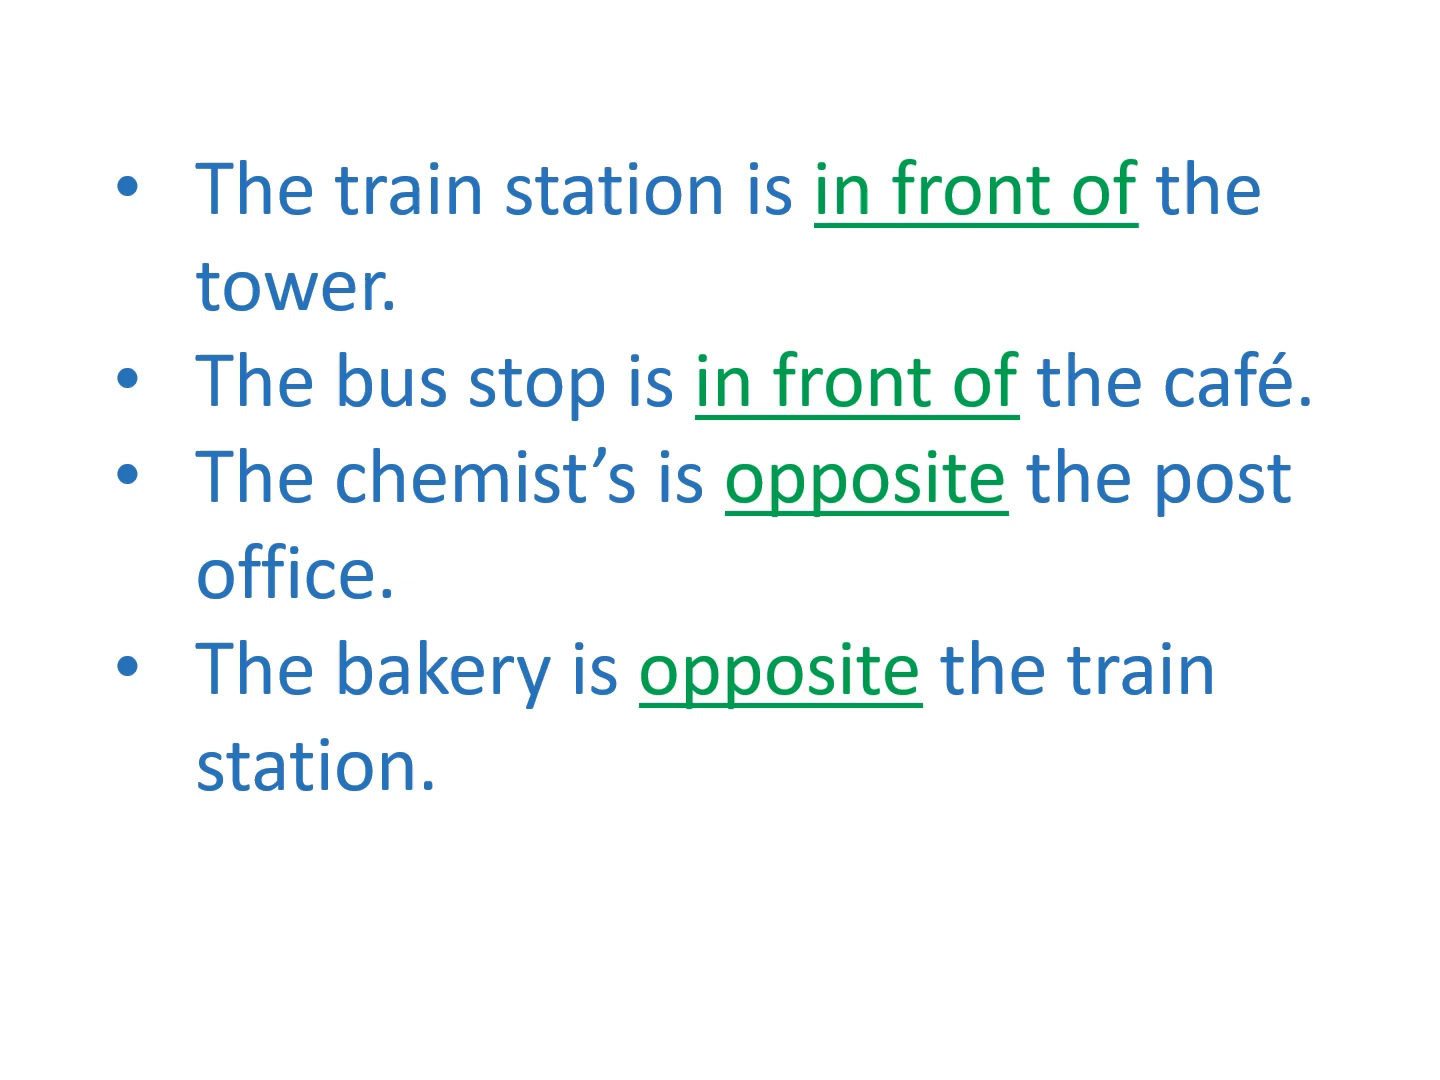 • The train station is in front of the
tower.
• The bus stop is in front of the café.
• The chemist’s is opposite the post
office.
• The bakery is opposite the train
station.